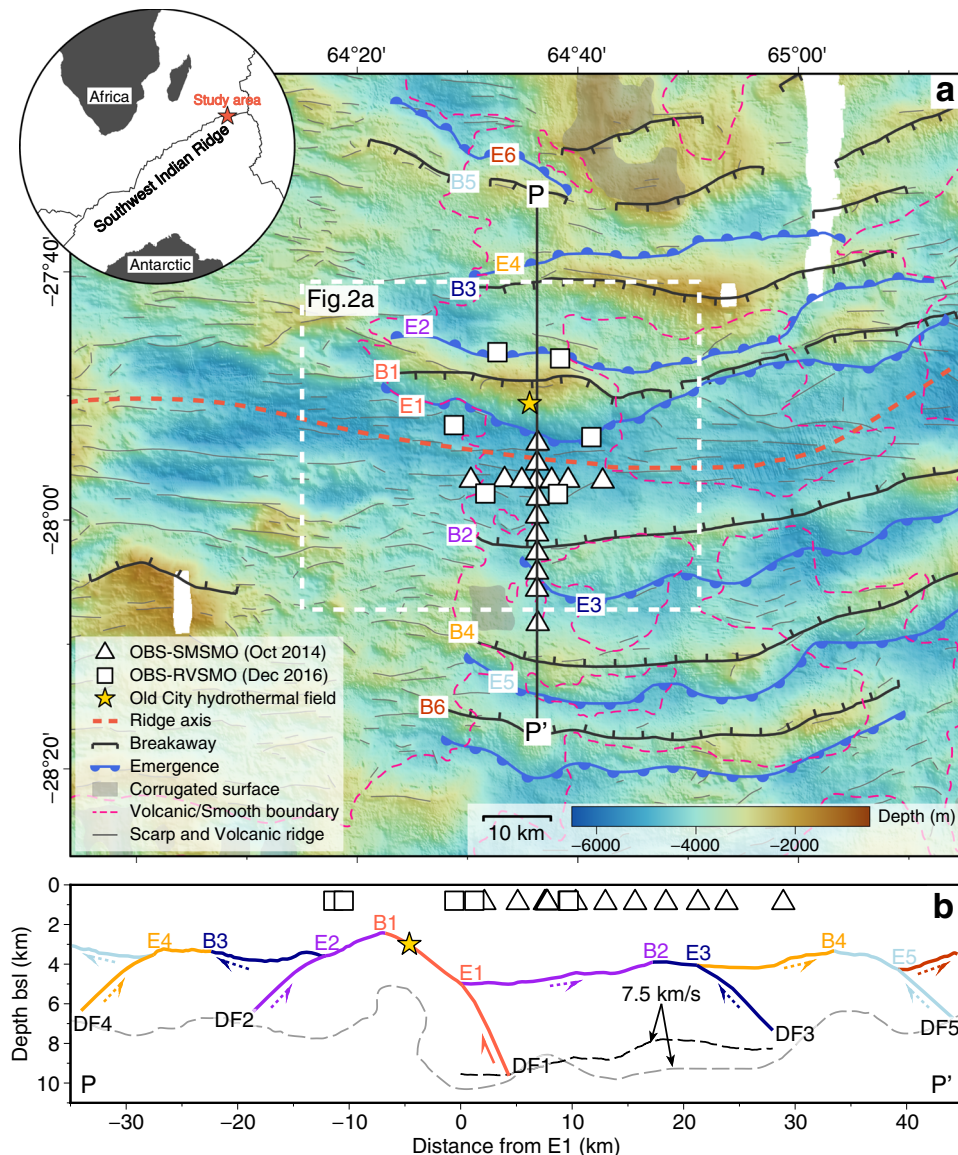 64°20'
64°40'
65°00'
a
Africa
Study area
Southwest Indian Ridge
Antarctic
E6
B5
P
-27°40'
E4
B3
Fig.2a
E2
B1
E1
-28°00'
B2
E3
B4
E5
B6
P'
-28°20'
OBS-SMSMO (Oct 2014)
OBS-RVSMO (Dec 2016)
Old City hydrothermal field
Ridge axis
Breakaway
Emergence
Corrugated surface
Volcanic/Smooth boundary
Scarp and Volcanic ridge
10 km
Depth (m)
−6000
−4000
−2000
b
0
2
4
6
8
10
Depth bsl (km)
E4
B3
E2
B1
E1
B2
E3
B4
E5
7.5 km/s
DF4
DF2
DF1
DF3
DF5
P
P'
−30
−20
−10
0
10
20
30
40
Distance from E1 (km)